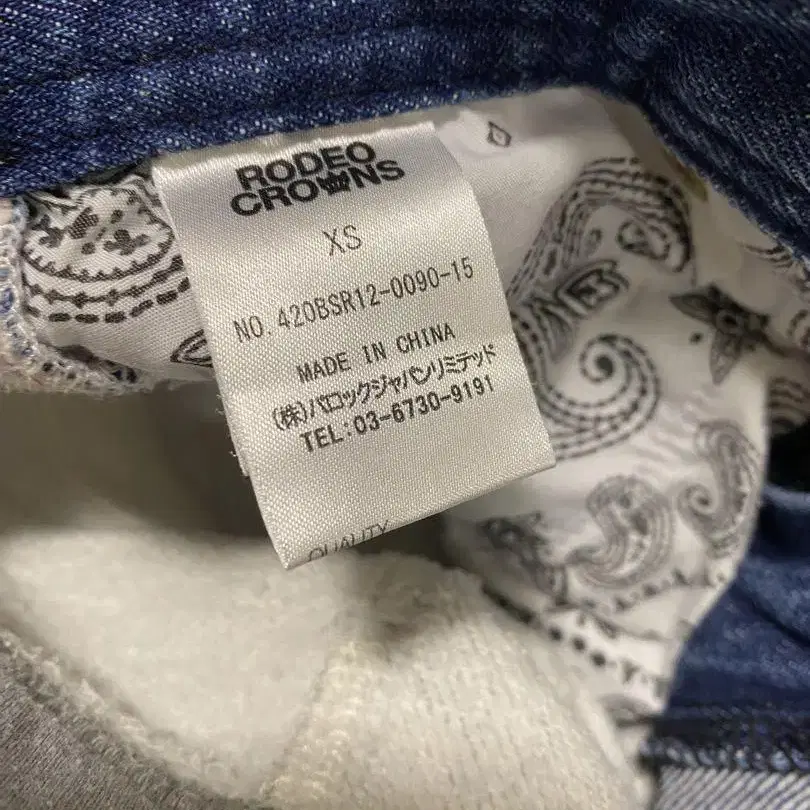 RODEO
CROWNS
XS
NO. 420BSR12-0090-15
MADE IN CHINA
(株)バロックジャパンリミテッド
TEL:03-6730-9191
QUALITY